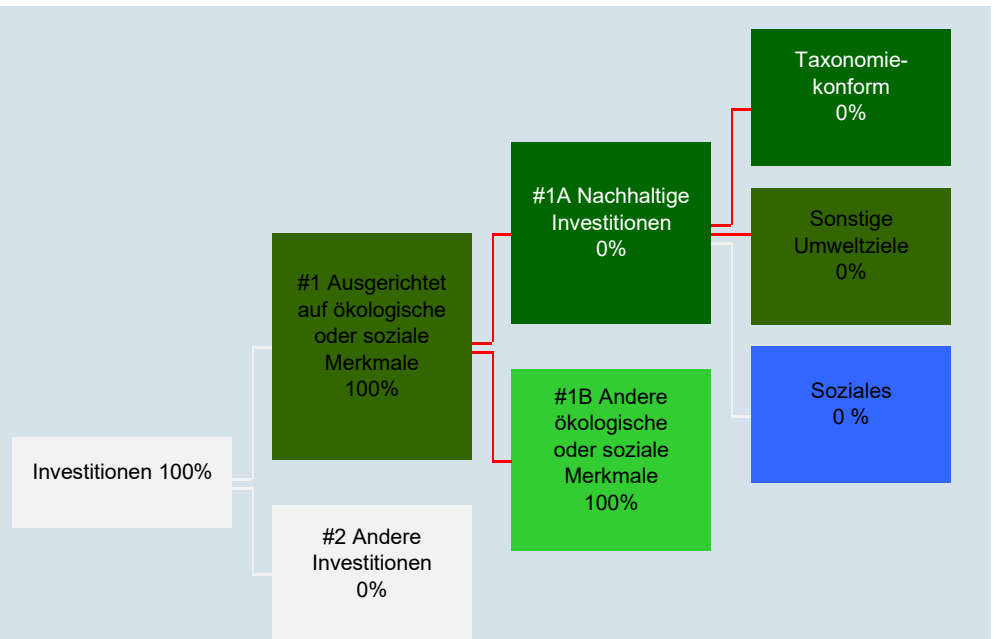 Investitionen 100%
#1 Ausgerichtet
auf ökologische
oder soziale
Merkmale
100%
#2 Andere
Investitionen
0%
#1A Nachhaltige
Investitionen
0%
#1B Andere
ökologische
oder soziale
Merkmale
100%
Taxonomie-
konform
0%
Sonstige
Umweltziele
0%
Soziales
0 %